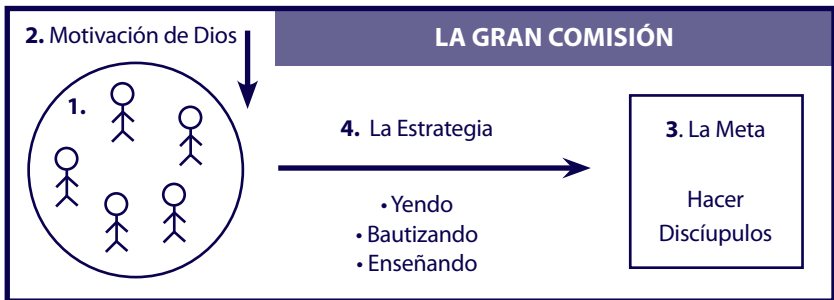 2. Motivación de Dios
LA GRAN COMISIÓN
1.
4. La Estrategia
• Yendo
• Bautizando
• Enseñando
3. La Meta
Hacer
Discíupulos